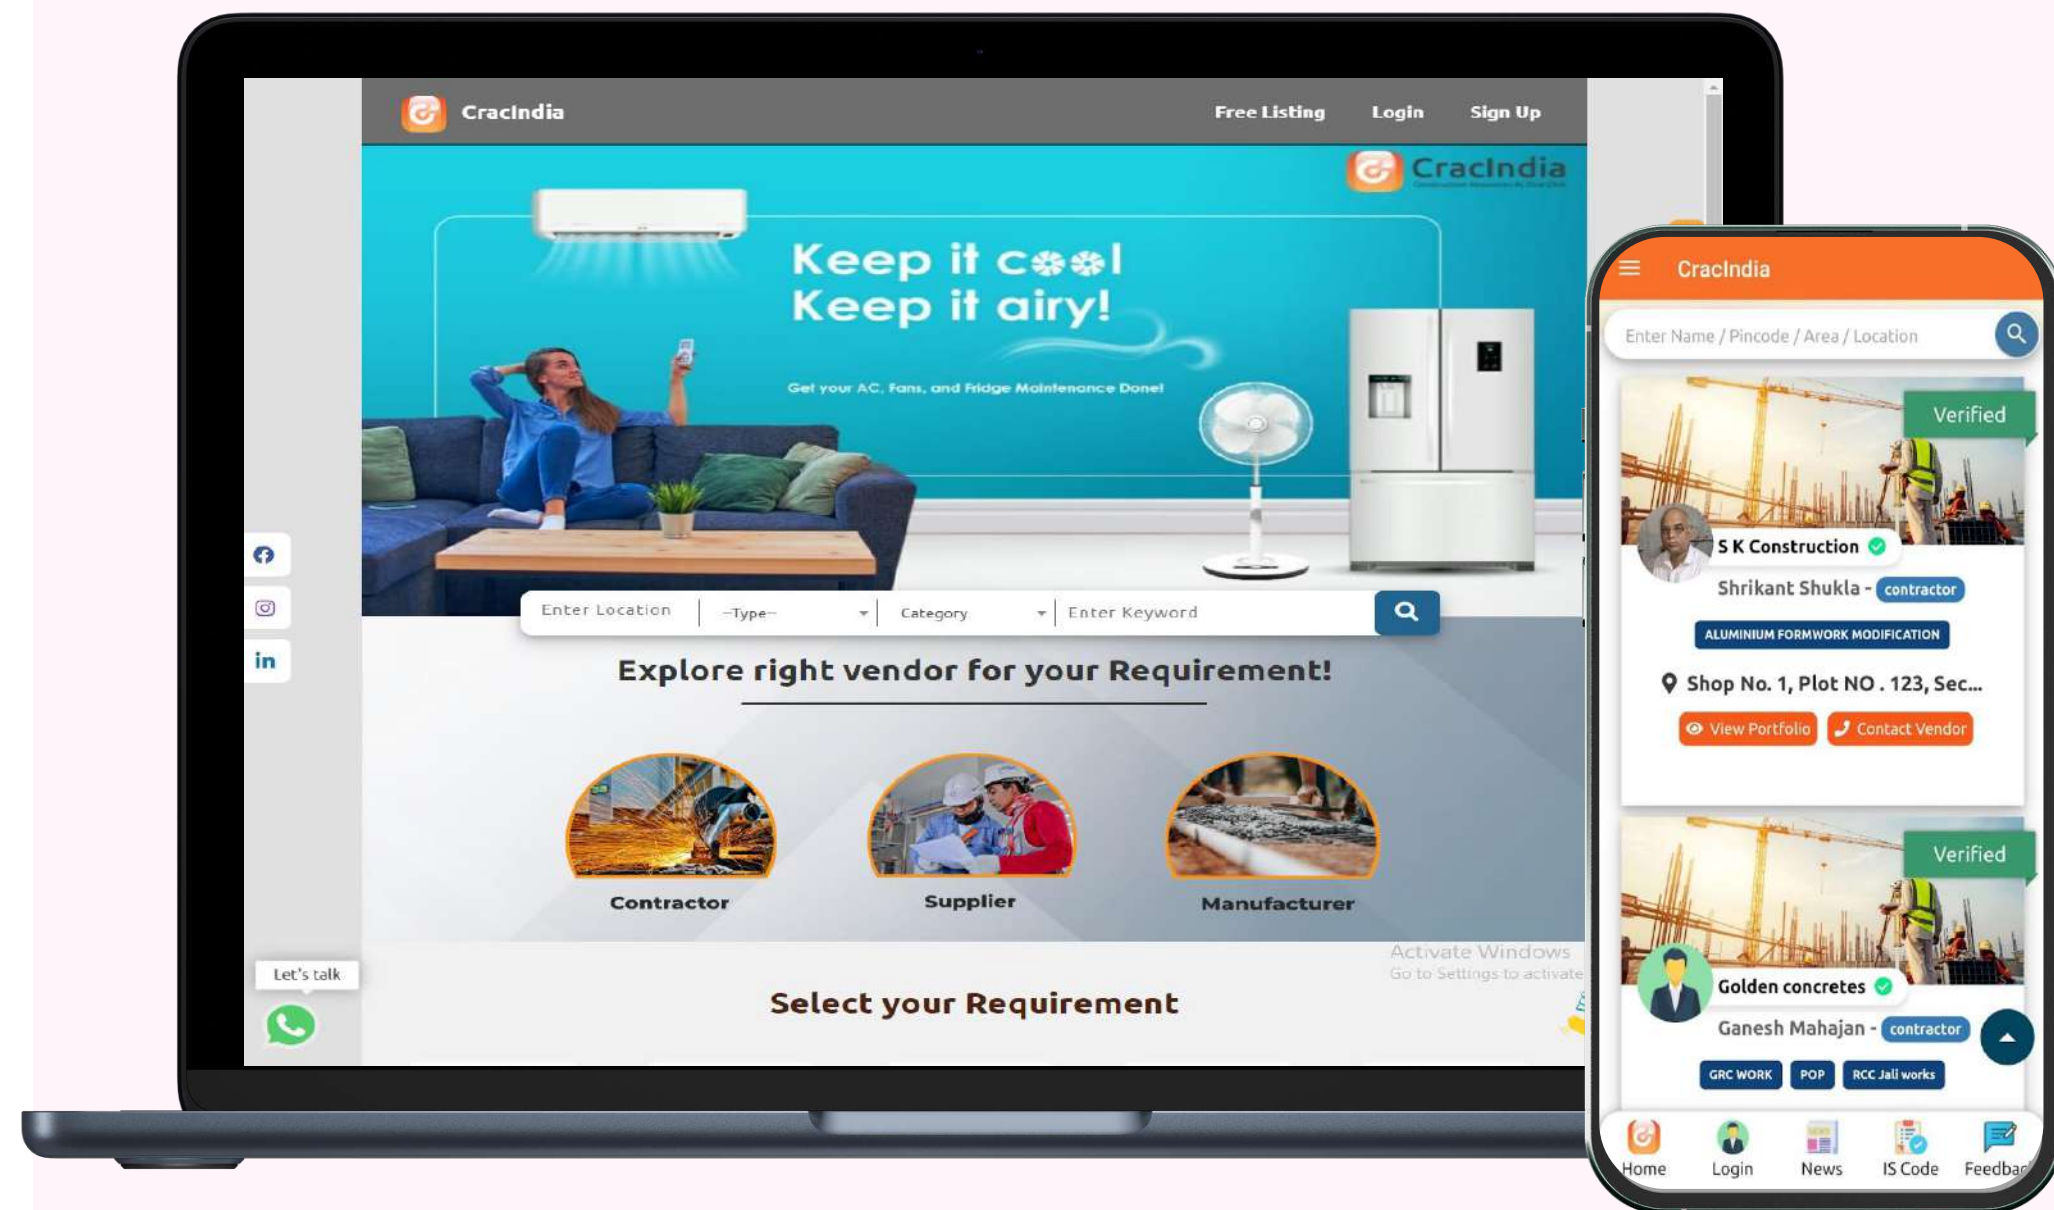 CracIndia
Free Listing Login Sign Up
CracIndia
Keep it cool
Keep it airy!
Get your AC, Fans, and Fridge Maintenance Done!
Enter Location --Type-- Category Enter Keyword
Explore right vendor for your Requirement!
Contractor Supplier Manufacturer
Activate Windows
Go to Settings to activate
Let's talk
Select your Requirement
in
CracIndia
Enter Name / Pincode / Area / Location
Verified
S K Construction
Shrikant Shukla - contractor
ALUMINIUM FORMWORK MODIFICATION
Shop No. 1, Plot NO . 123, Sec...
View Portfolio Contact Vendor
Verified
Golden concretes
Ganesh Mahajan - contractor
GRC WORK POP RCC Jali works
NEWS
Home Login News IS Code Feedbac